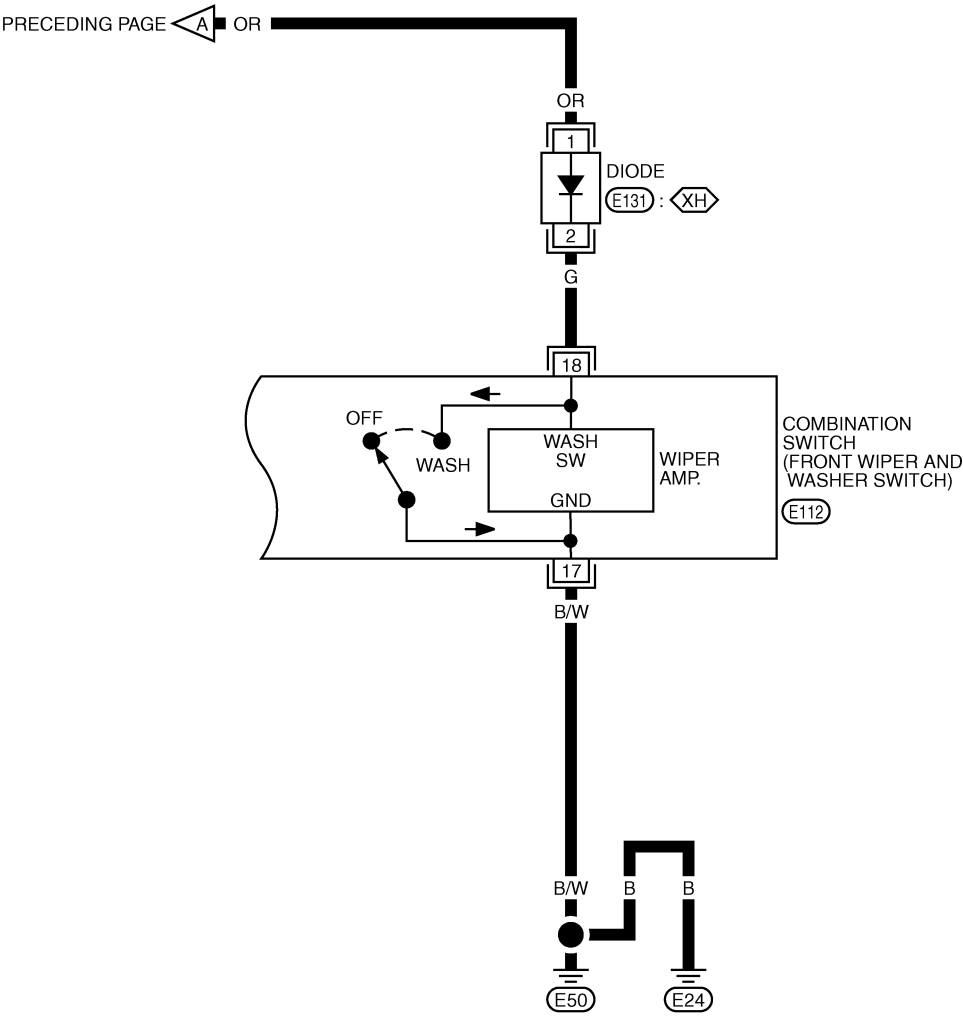 PRECEDING PAGE A OR
OR
1
DIODE
E131 : XH
2
G
18
OFF
WASH
WASH
SW
GND
WIPER
AMP.
COMBINATION
SWITCH
(FRONT WIPER AND
WASHER SWITCH)
E112
17
B/W
B/W B B
E50 E24